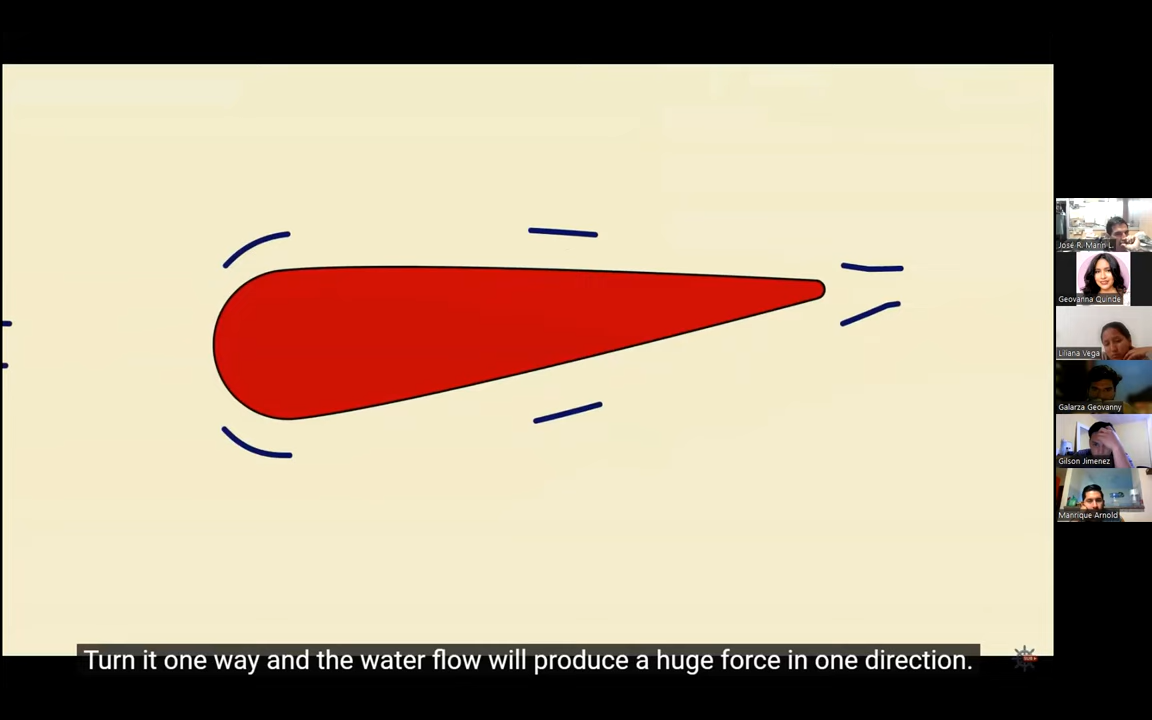 José R. Marin L.
Geovanna Quinde
Liliana Vega
Galarza Geovanny
Gilson Jimenez
Manrique Arnold
Turn it one way and the water flow will produce a huge force in one direction.